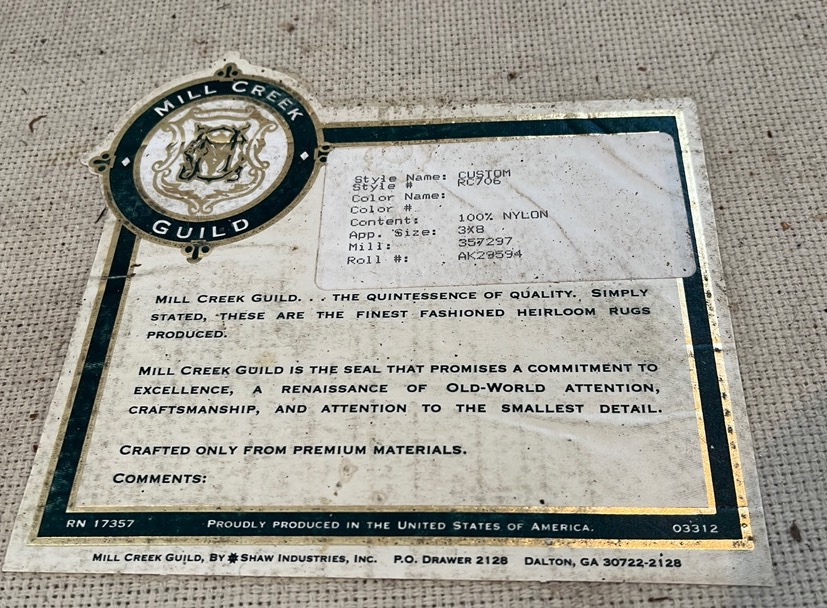 MILL CREEK
GUILD
Style Name: CUSTOM
Style # RC706
Color Name:
Color #
Content: 100% NYLON
App. Size: 3X8
Mill: 357297
Roll #: AK29594
MILL CREEK GUILD. . . THE QUINTESSENCE OF QUALITY. SIMPLY
STATED, THESE ARE THE FINEST FASHIONED HEIRLOOM RUGS
PRODUCED.
MILL CREEK GUILD IS THE SEAL THAT PROMISES A COMMITMENT TO
EXCELLENCE, A RENAISSANCE OF OLD-WORLD ATTENTION,
CRAFTSMANSHIP, AND ATTENTION TO THE SMALLEST DETAIL.
CRAFTED ONLY FROM PREMIUM MATERIALS.
COMMENTS:
RN 17357 PROUDLY PRODUCED IN THE UNITED STATES OF AMERICA. 03312
MILL CREEK GUILD, BY SHAW INDUSTRIES, INC. P.O. DRAWER 2128 DALTON, GA 30722-2128